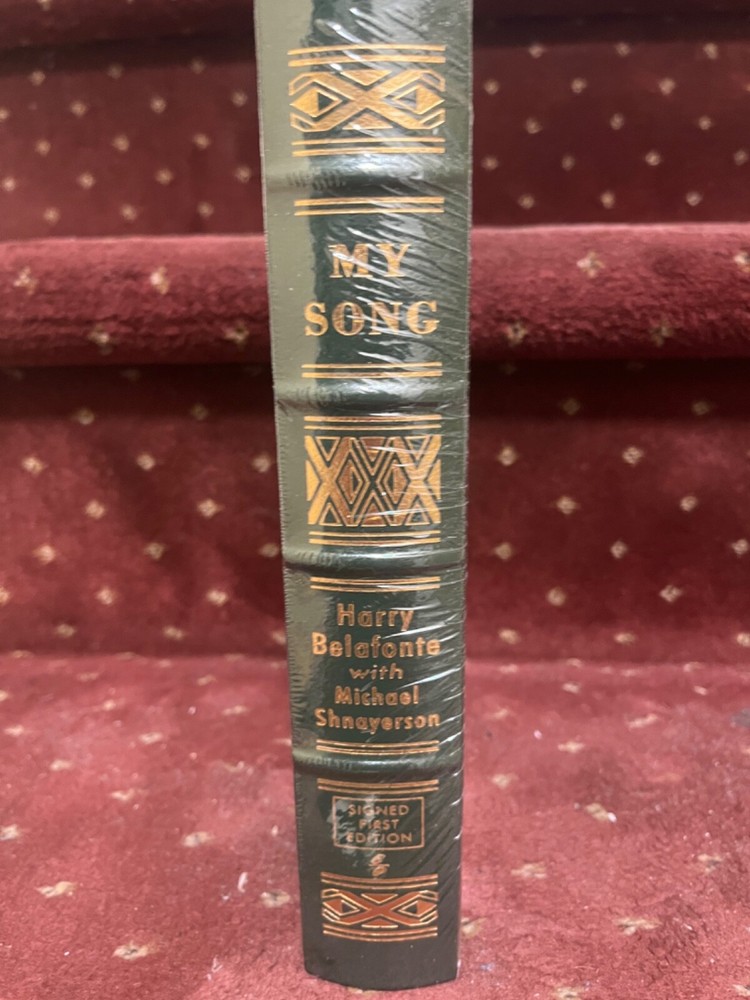 MY
SONG
Harry
Belafonte
with
Michael
Shnayerson
SIGNED
FIRST
EDITION